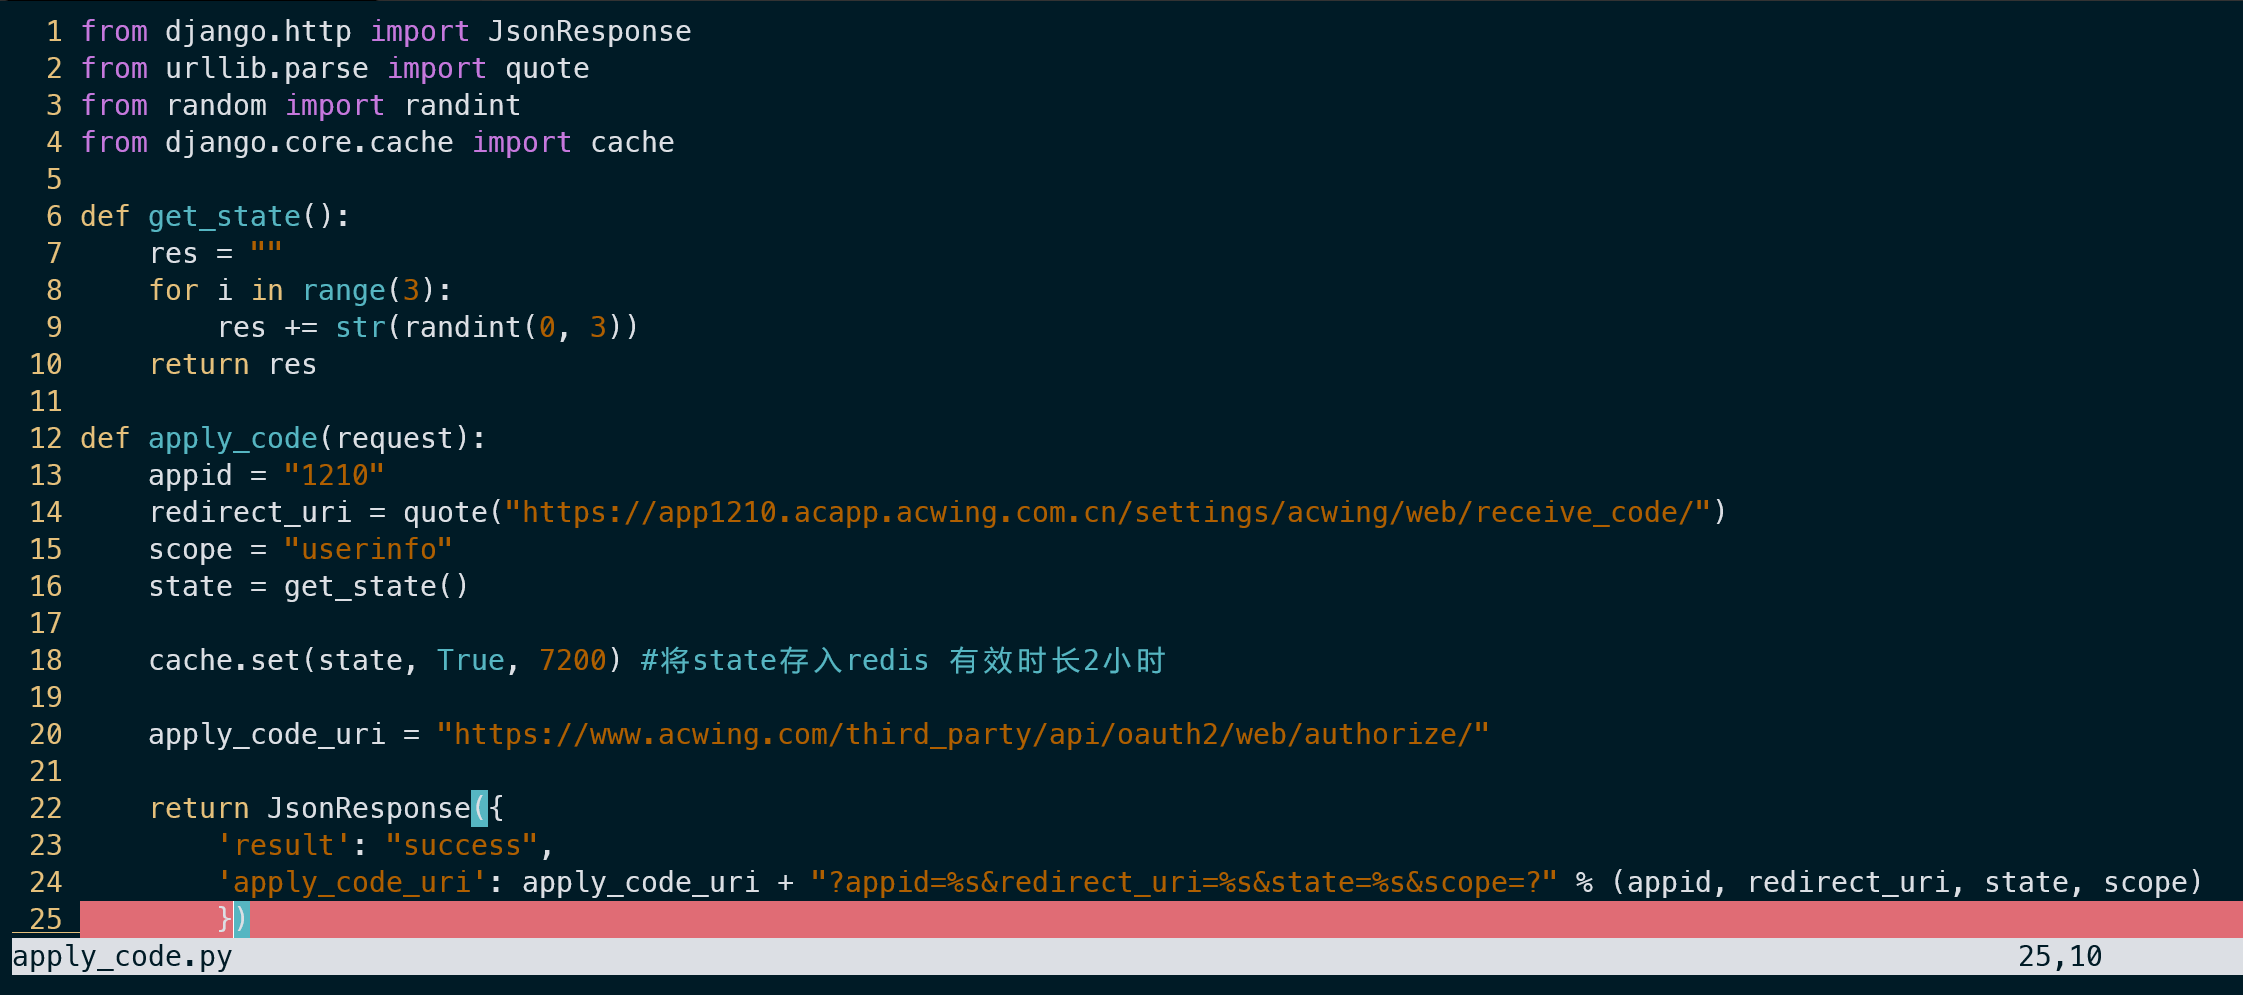 1 from django.http import JsonResponse
2 from urllib.parse import quote
3 from random import randint
4 from django.core.cache import cache
5
6 def get_state():
7     res = ""
8     for i in range(3):
9         res += str(randint(0, 3))
10     return res
11
12 def apply_code(request):
13     appid = "1210"
14     redirect_uri = quote("https://app1210.acapp.acwing.com.cn/settings/acwing/web/receive_code/")
15     scope = "userinfo"
16     state = get_state()
17
18     cache.set(state, True, 7200) #将state存入redis 有效时长2小时
19
20     apply_code_uri = "https://www.acwing.com/third_party/api/oauth2/web/authorize/"
21
22     return JsonResponse({
23         'result': "success",
24         'apply_code_uri': apply_code_uri + "?appid=%s&redirect_uri=%s&state=%s&scope=?" % (appid, redirect_uri, state, scope)
25         })
apply_code.py 25,10